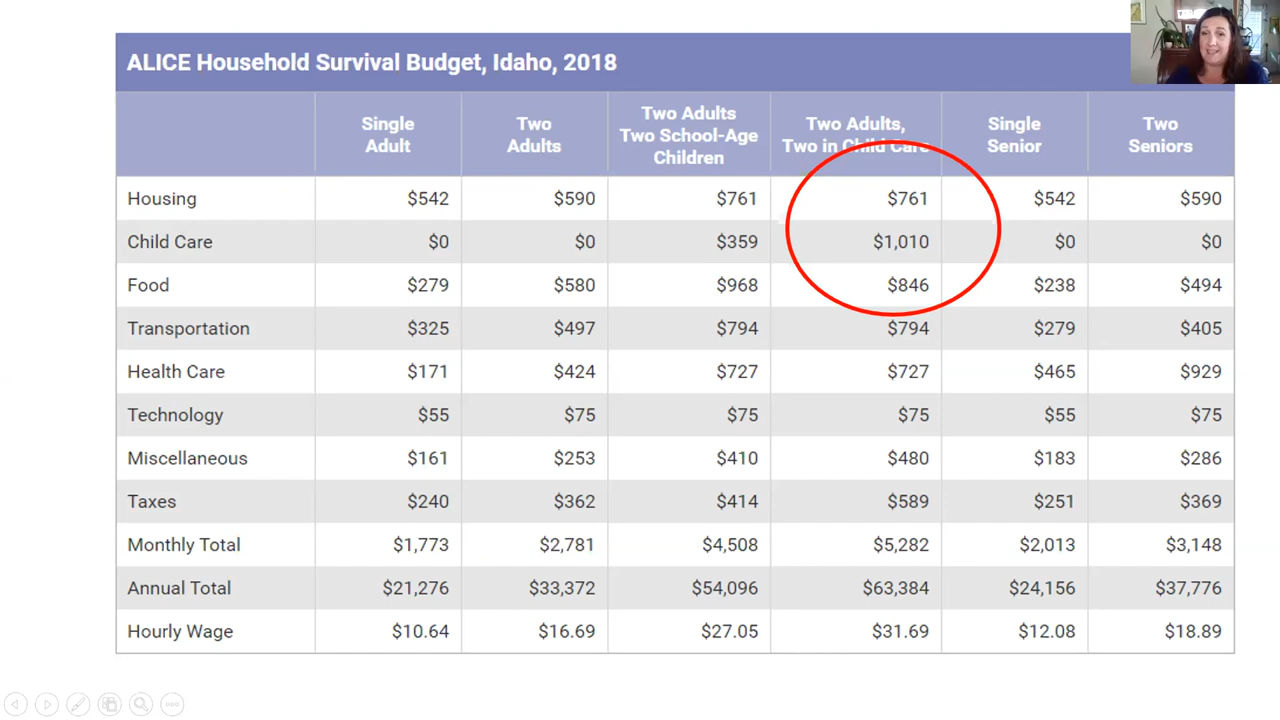 ALICE Household Survival Budget, Idaho, 2018
Single Adult Two Adults Two Adults Two School-Age Children Two Adults, Two in Child Care Single Senior Two Seniors
Housing $542 $590 $761 $761 $542 $590
Child Care $0 $0 $359 $1,010 $0 $0
Food $279 $580 $968 $846 $238 $494
Transportation $325 $497 $794 $794 $279 $405
Health Care $171 $424 $727 $727 $465 $929
Technology $55 $75 $75 $75 $55 $75
Miscellaneous $161 $253 $410 $480 $183 $286
Taxes $240 $362 $414 $589 $251 $369
Monthly Total $1,773 $2,781 $4,508 $5,282 $2,013 $3,148
Annual Total $21,276 $33,372 $54,096 $63,384 $24,156 $37,776
Hourly Wage $10.64 $16.69 $27.05 $31.69 $12.08 $18.89